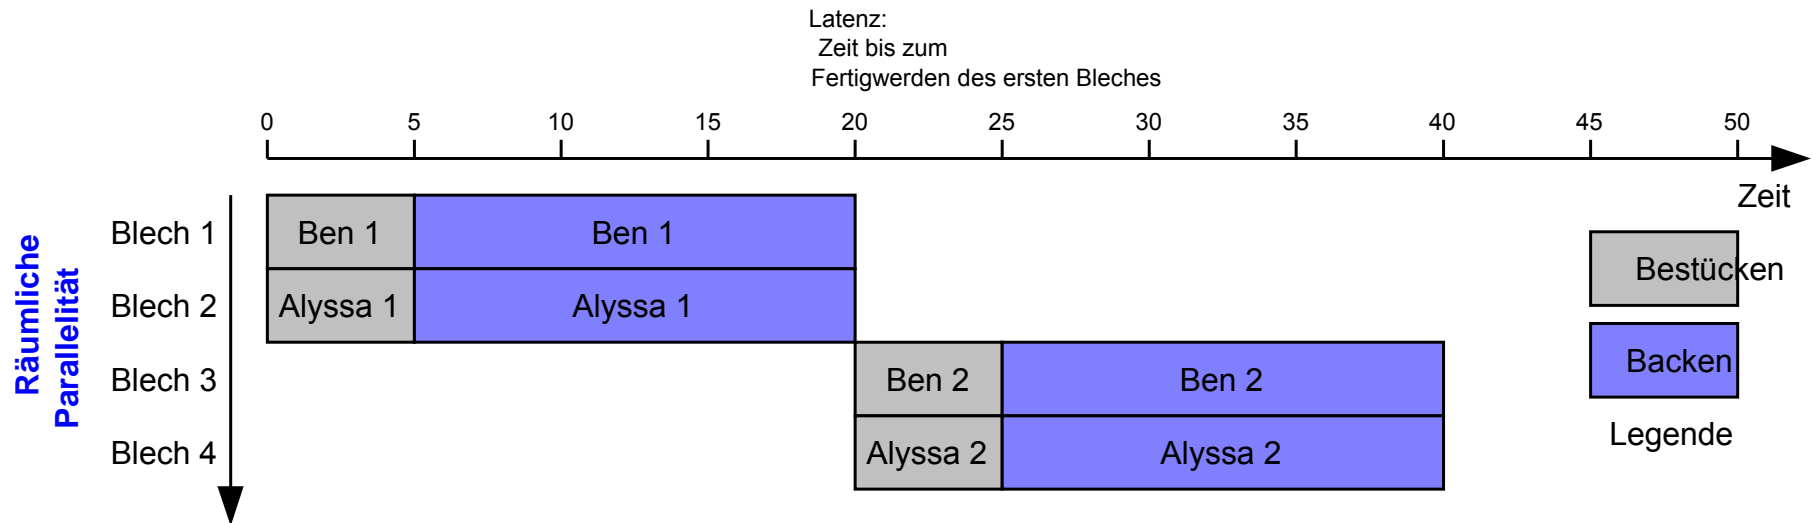 Latenz:
Zeit bis zum
Fertigwerden des ersten Bleches
0 5 10 15 20 25 30 35 40 45 50
Zeit
Räumliche
Parallelität
Blech 1 Ben 1 Ben 1
Blech 2 Alyssa 1 Alyssa 1
Blech 3 Ben 2 Ben 2
Blech 4 Alyssa 2 Alyssa 2
Bestücken
Backen
Legende